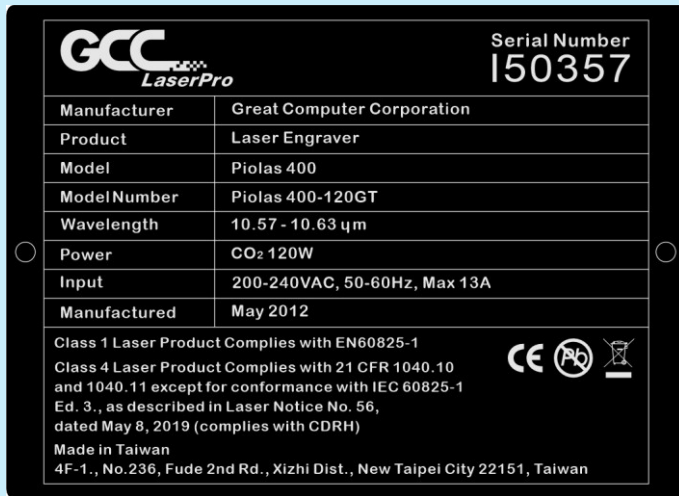 GCC
LaserPro
Serial Number
I50357
Manufacturer Great Computer Corporation
Product Laser Engraver
Model Piolas 400
Model Number Piolas 400-120GT
Wavelength 10.57 - 10.63 ɥm
Power CO₂ 120W
Input 200-240VAC, 50-60Hz, Max 13A
Manufactured May 2012
Class 1 Laser Product Complies with EN60825-1
Class 4 Laser Product Complies with 21 CFR 1040.10
and 1040.11 except for conformance with IEC 60825-1
Ed. 3., as described in Laser Notice No. 56,
dated May 8, 2019 (complies with CDRH)
CE Pb
Made in Taiwan
4F-1., No.236, Fude 2nd Rd., Xizhi Dist., New Taipei City 22151, Taiwan